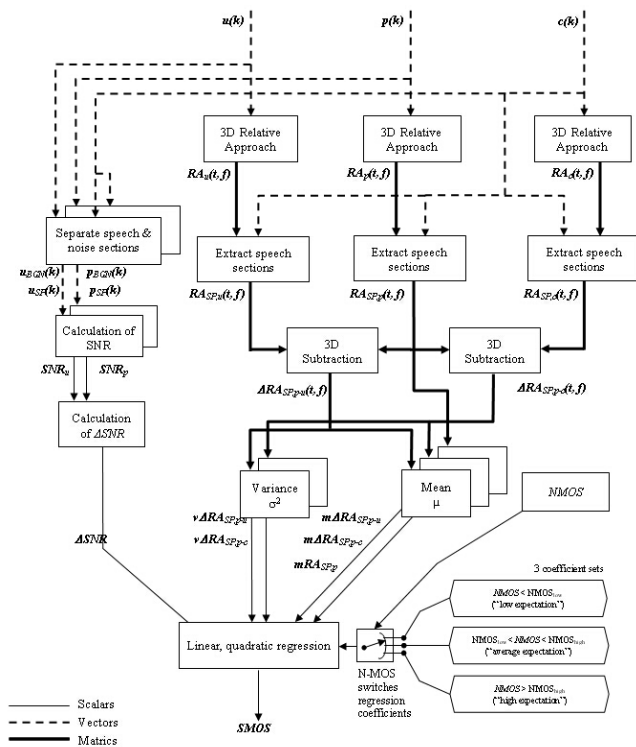 u(k) p(k) c(k)
3D Relative Approach
3D Relative Approach
3D Relative Approach
RAu(t,f) RAp(t,f) RAc(t,f)
Separate speech & noise sections
Extract speech sections
Extract speech sections
Extract speech sections
uBGN(k) pBGN(k)
uSP(k) pSP(k)
RASP,u(t,f) RASP,p(t,f) RASP,c(t,f)
Calculation of SNR
3D Subtraction
3D Subtraction
SNRu SNRp
ΔRASP,p-u(t,f) ΔRASP,p-c(t,f)
Calculation of ΔSNR
Variance σ²
Mean μ
NMOS
vΔRASP,p-u mΔRASP,p-u
vΔRASP,p-c mΔRASP,p-c
mRASP,p
ΔSNR
3 coefficient sets
NMOS < NMOSlow
("low expectation")
Linear, quadratic regression
NMOSlow < NMOS < NMOShigh
("average expectation")
N-MOS
switches
regression
coefficients
NMOS > NMOShigh
("high expectation")
Scalars
Vectors
Matrics
SMOS